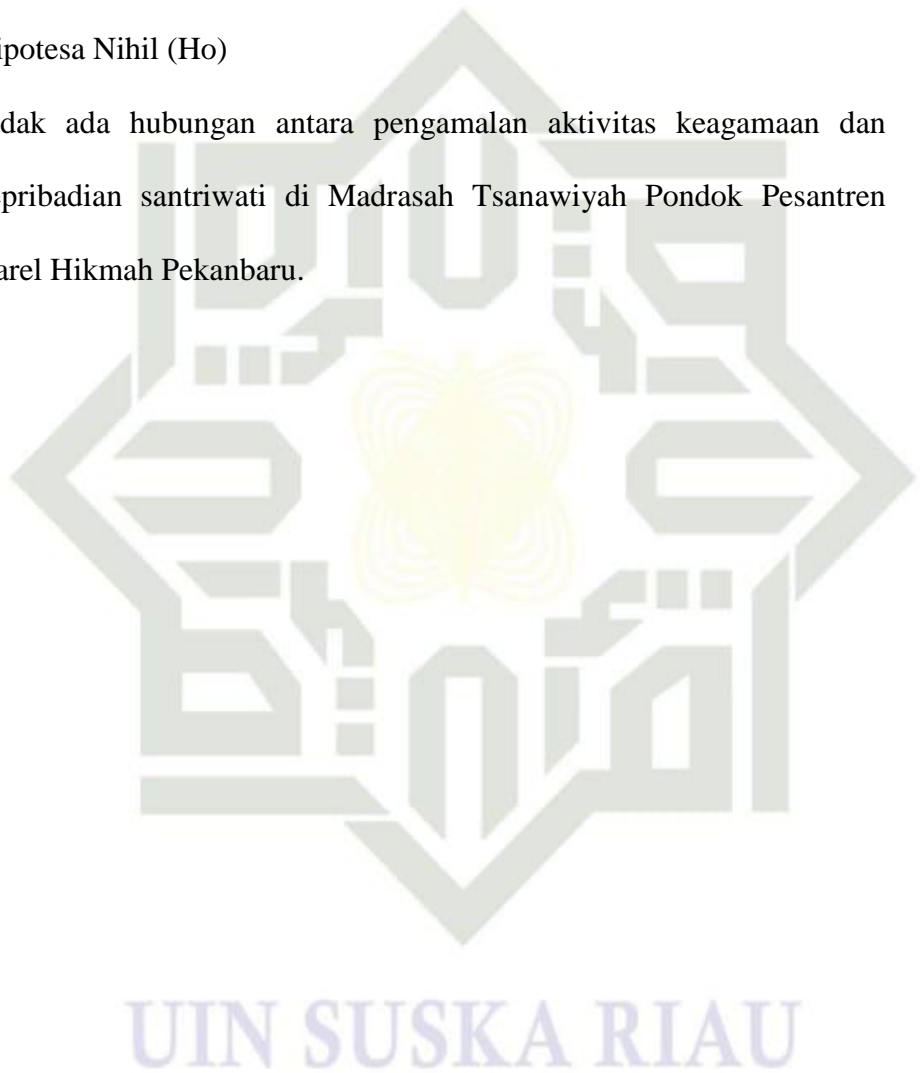 ipotesa Nihil (Ho)
dak ada hubungan antara pengamalan aktivitas keagamaan dan
pribadian santriwati di Madrasah Tsanawiyah Pondok Pesantren
arel Hikmah Pekanbaru.
UIN SUSKA RIAU